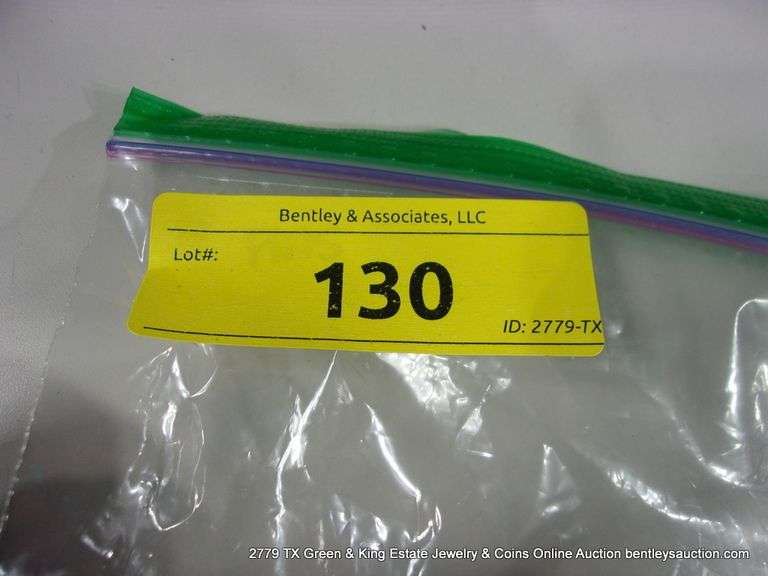 Bentley & Associates, LLC
Lot#:
130
ID: 2779-TX
2779 TX Green & King Estate Jewelry & Coins Online Auction bentleysauction.com